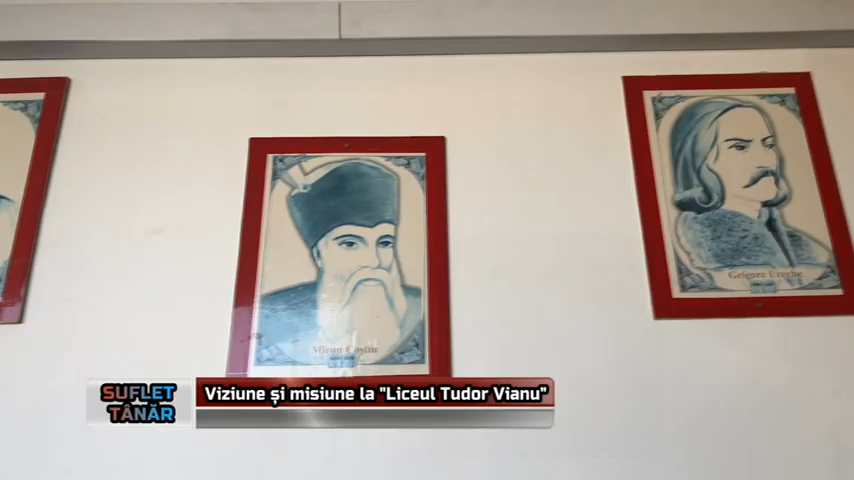 Grigore Ureche
Miron Costin
SUFLET
TÂNĂR
Viziune și misiune la "Liceul Tudor Vianu"